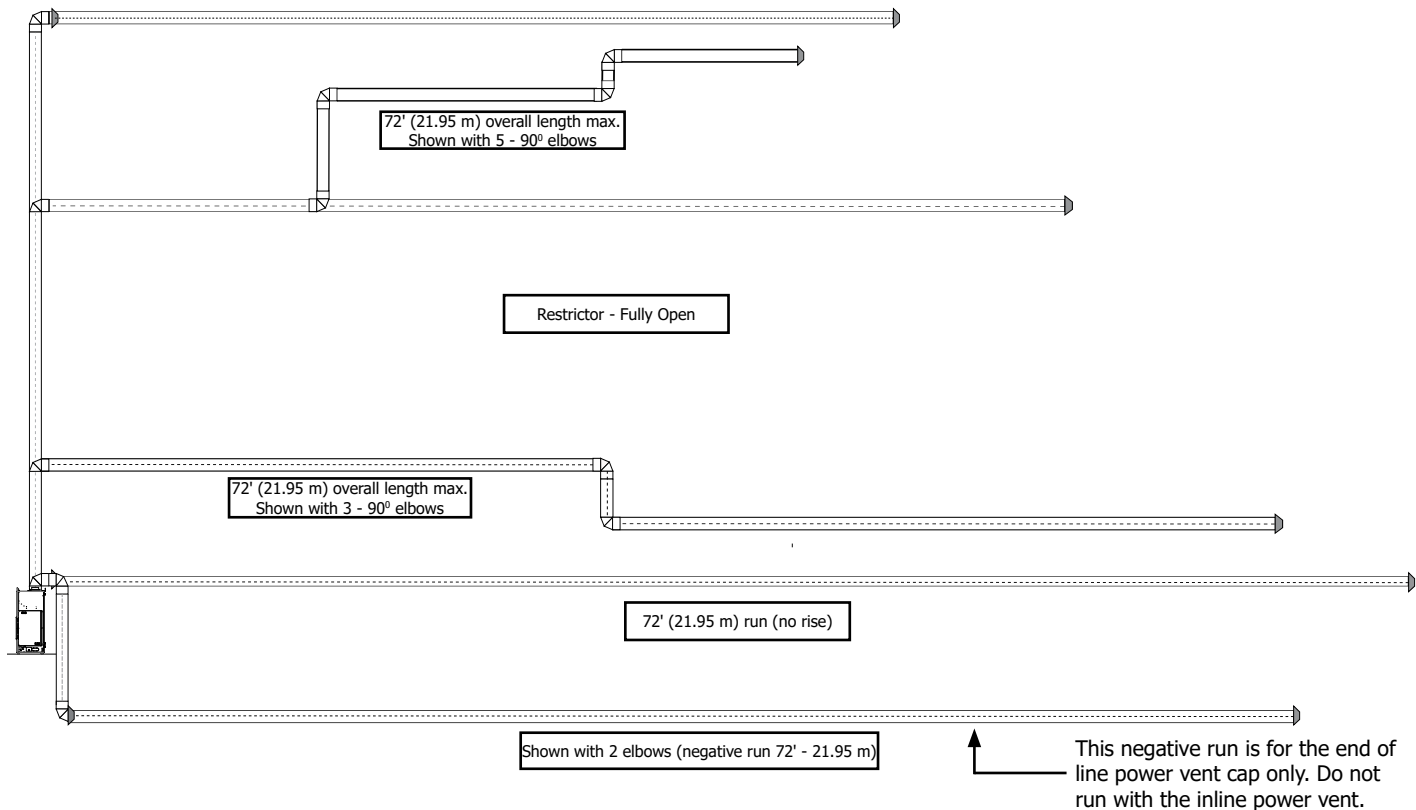 72' (21.95 m) overall length max.
Shown with 5 - 90⁰ elbows
Restrictor - Fully Open
72' (21.95 m) overall length max.
Shown with 3 - 90⁰ elbows
72' (21.95 m) run (no rise)
Shown with 2 elbows (negative run 72' - 21.95 m)
This negative run is for the end of
line power vent cap only. Do not
run with the inline power vent.